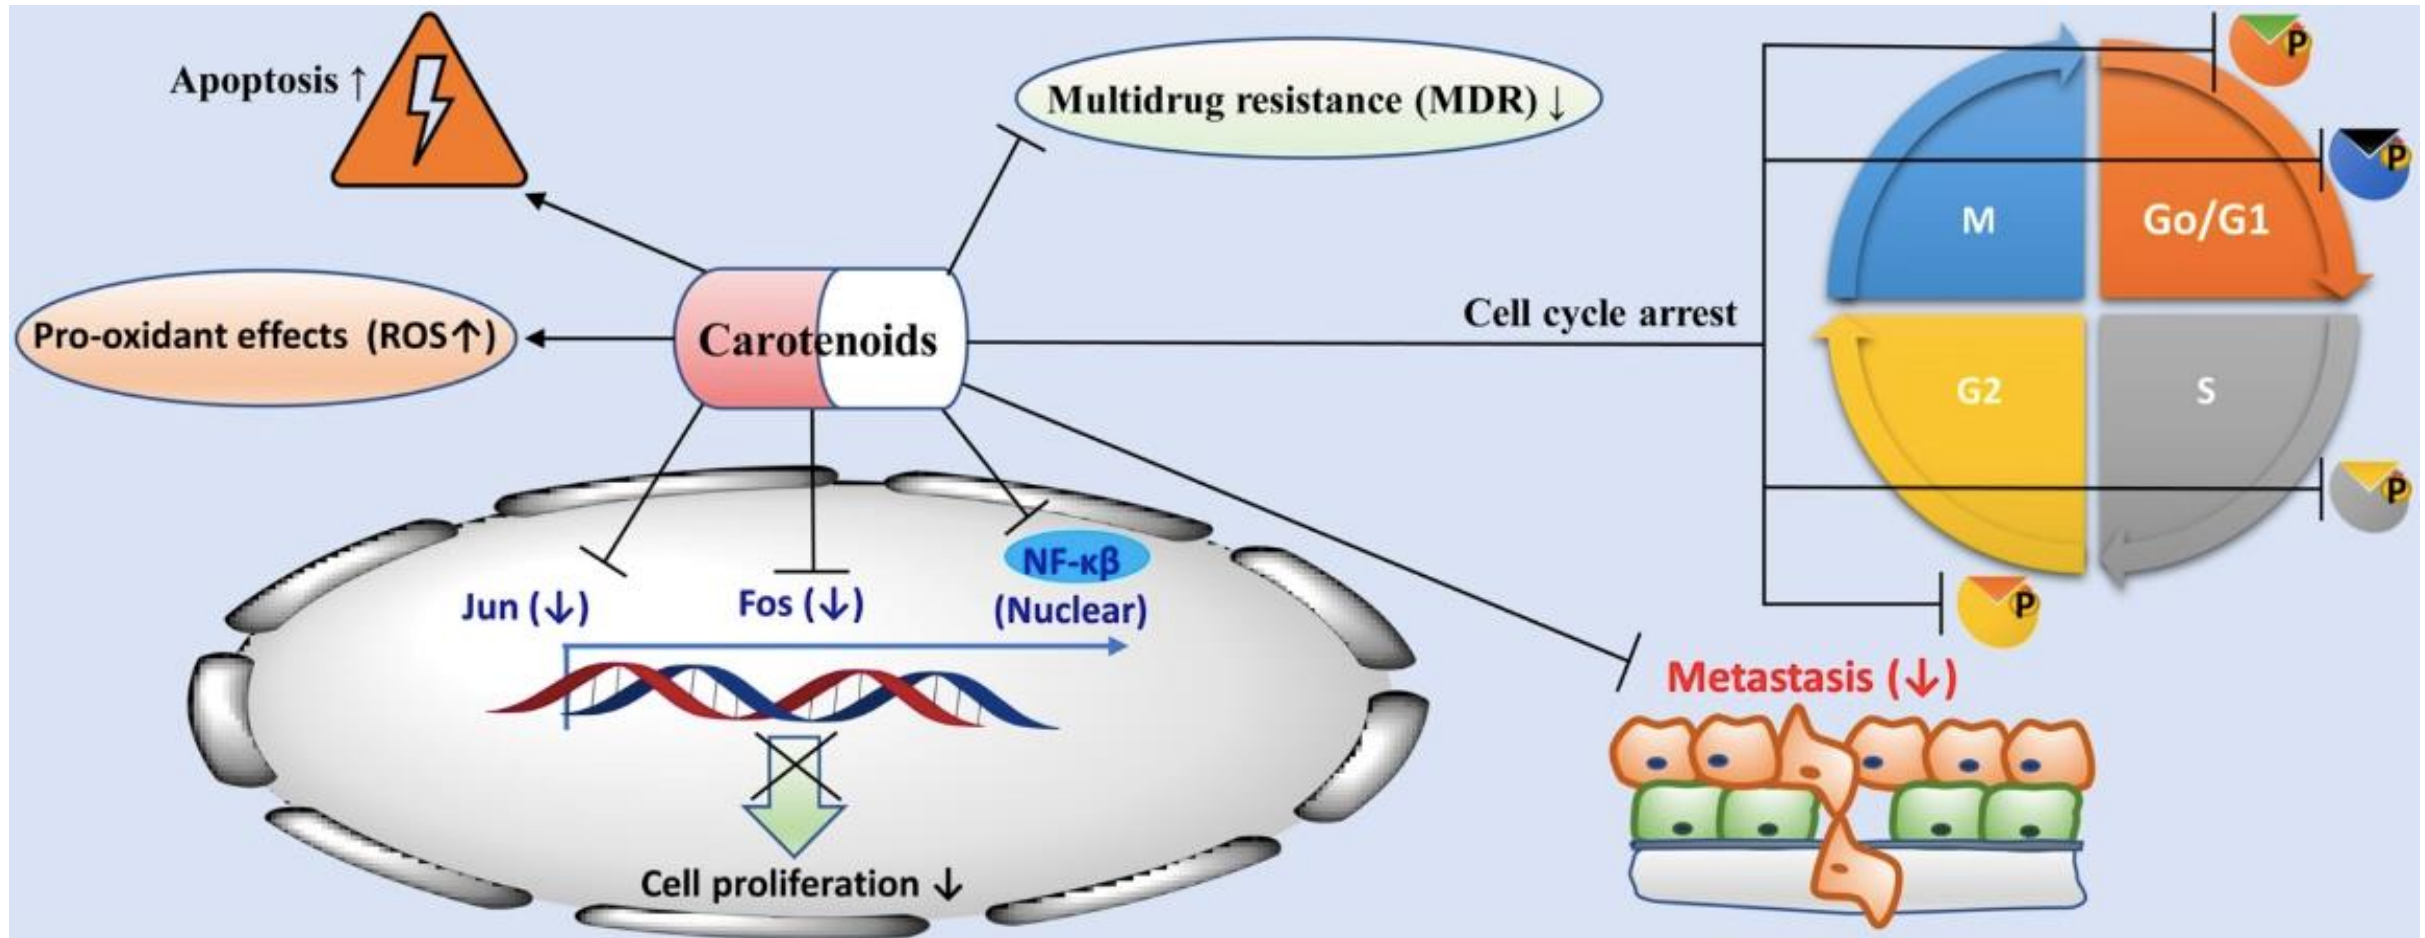 Apoptosis ↑
Multidrug resistance (MDR) ↓
P
P
M
Go/G1
Pro-oxidant effects (ROS↑)
Carotenoids
Cell cycle arrest
G2
S
P
P
NF-κβ
Jun (↓)
Fos (↓)
(Nuclear)
Metastasis (↓)
Cell proliferation ↓